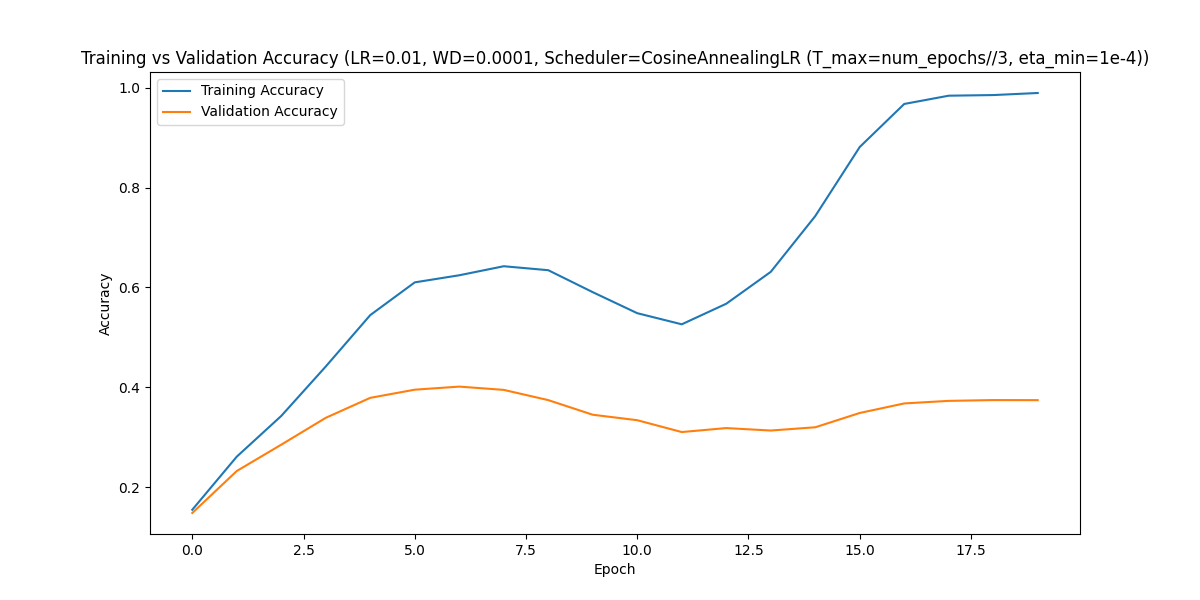 Training vs Validation Accuracy (LR=0.01, WD=0.0001, Scheduler=CosineAnnealingLR (T_max=num_epochs//3, eta_min=1e-4))
Training Accuracy
Validation Accuracy
1.0
0.8
0.6
0.4
0.2
Accuracy
0.0 2.5 5.0 7.5 10.0 12.5 15.0 17.5
Epoch